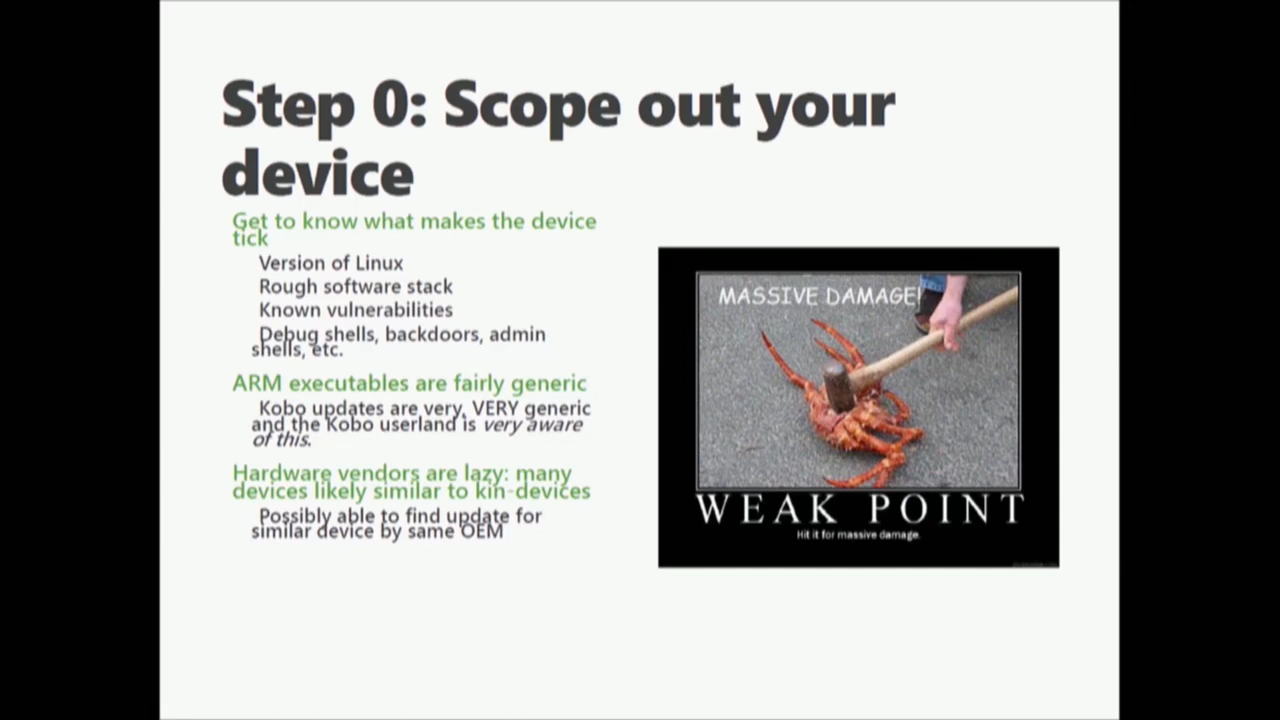 Step 0: Scope out your
device
Get to know what makes the device
tick
Version of Linux
Rough software stack
Known vulnerabilities
Debug shells, backdoors, admin
shells, etc.
ARM executables are fairly generic
Kobo updates are very, VERY generic
and the Kobo userland is very aware
of this.
Hardware vendors are lazy: many
devices likely similar to kin-devices
Possibly able to find update for
similar device by same OEM
MASSIVE DAMAGE!
WEAK POINT
Hit it for massive damage.